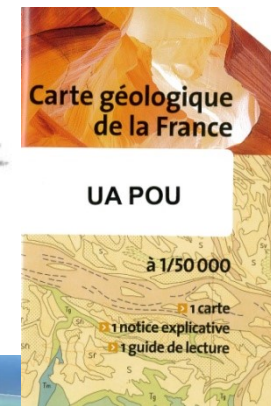 Carte géologique
de la France
UA POU
à 1/50 000
1 carte
1 notice explicative
1 guide de lecture